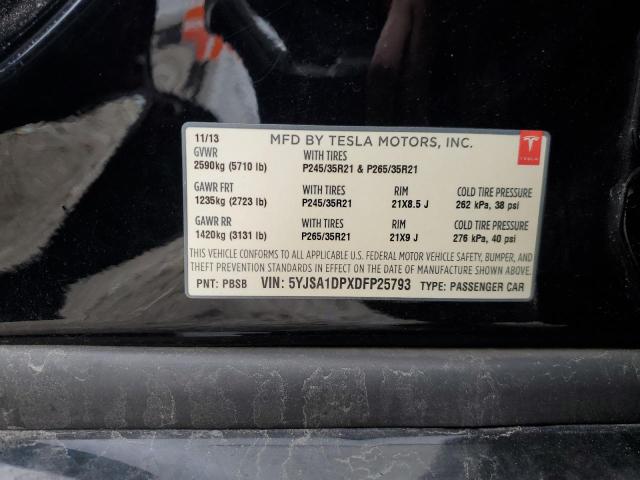 11/13 MFD BY TESLA MOTORS, INC.
GVWR WITH TIRES
2590kg (5710 lb) P245/35R21 & P265/35R21
GAWR FRT WITH TIRES RIM COLD TIRE PRESSURE
1235kg (2723 lb) P245/35R21 21X8.5 J 262 kPa, 38 psi
GAWR RR WITH TIRES RIM COLD TIRE PRESSURE
1420kg (3131 lb) P265/35R21 21X9 J 276 kPa, 40 psi
THIS VEHICLE CONFORMS TO ALL APPLICABLE U.S. FEDERAL MOTOR VEHICLE SAFETY, BUMPER, AND
THEFT PREVENTION STANDARDS IN EFFECT ON THE DATE OF MANUFACTURE SHOWN ABOVE.
PNT: PBSB VIN: 5YJSA1DPXDFP25793 TYPE: PASSENGER CAR
TESLA